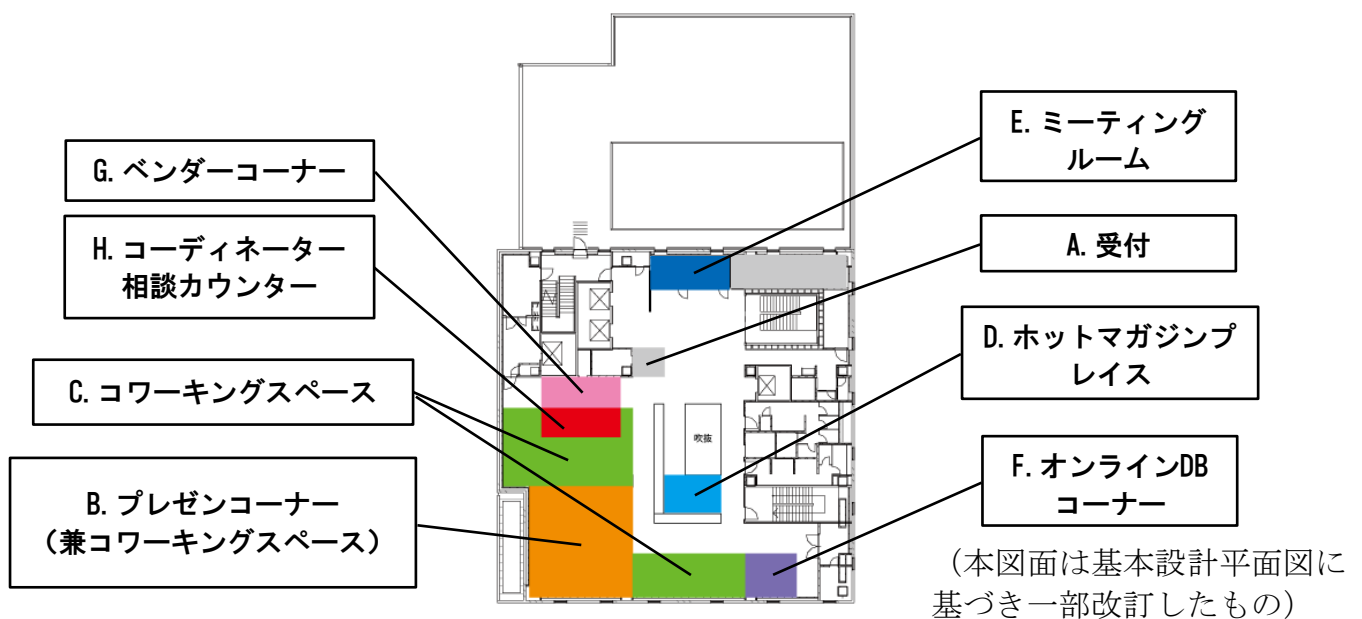 G. ベンダーコーナー
H. コーディネーター
相談カウンター
C. コワーキングスペース
B. プレゼンコーナー
（兼コワーキングスペース）
E. ミーティング
ルーム
A. 受付
D. ホットマガジンプ
レイス
F. オンラインDB
コーナー
吹抜
（本図面は基本設計平面図に
基づき一部改訂したもの）